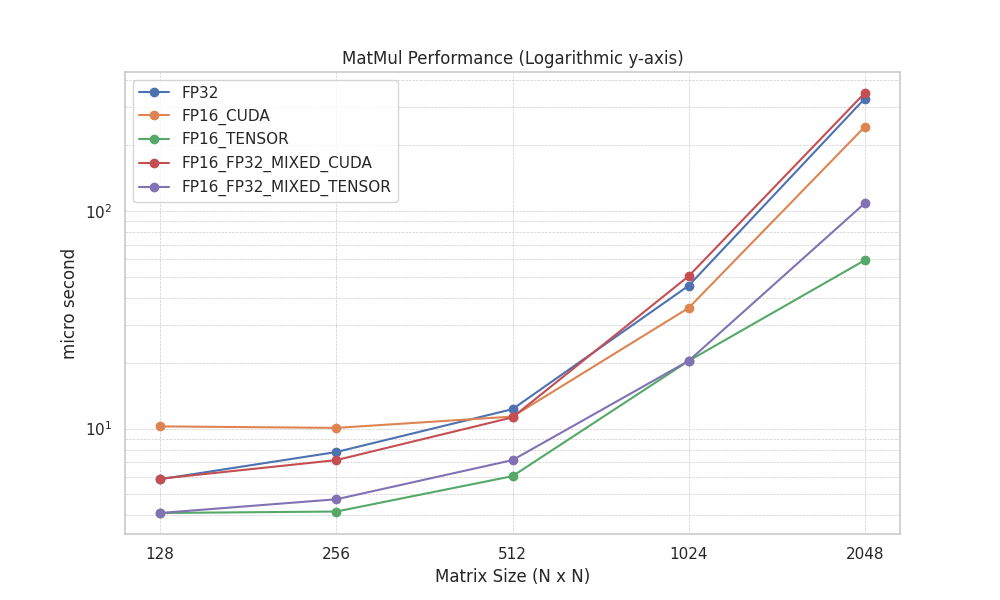 MatMul Performance (Logarithmic y-axis)
FP32
FP16_CUDA
FP16_TENSOR
FP16_FP32_MIXED_CUDA
FP16_FP32_MIXED_TENSOR
10²
10¹
micro second
128 256 512 1024 2048
Matrix Size (N x N)